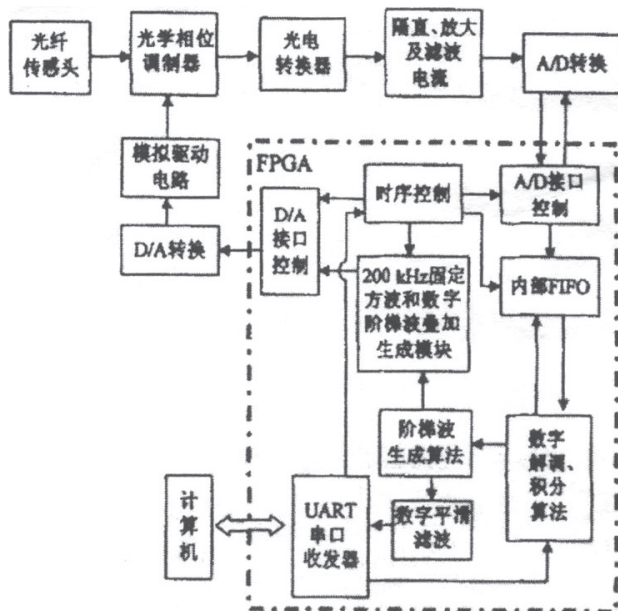 光纤
传感头
光学相位
调制器
光电
转换器
隔直、放大
及滤波
电流
A/D转换
模拟驱动
电路
D/A转换
FPGA
D/A
接口
控制
时序控制
A/D接口
控制
200 kHz固定
方波和数字
阶梯波叠加
生成模块
内部FIFO
阶梯波
生成算法
数字
解调、
积分
算法
计
算
机
UART
串口
收发器
数字平滑
滤波